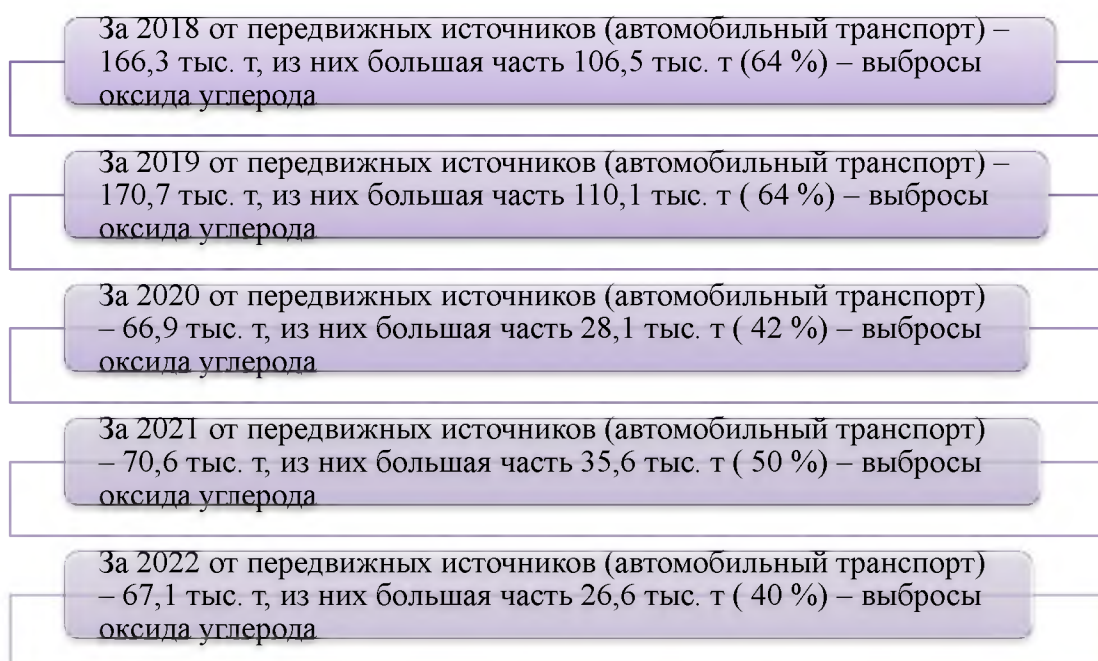 За 2018 от передвижных источников (автомобильный транспорт) –
166,3 тыс. т, из них большая часть 106,5 тыс. т (64 %) – выбросы
оксида углерода
За 2019 от передвижных источников (автомобильный транспорт) –
170,7 тыс. т, из них большая часть 110,1 тыс. т ( 64 %) – выбросы
оксида углерода
За 2020 от передвижных источников (автомобильный транспорт)
– 66,9 тыс. т, из них большая часть 28,1 тыс. т ( 42 %) – выбросы
оксида углерода
За 2021 от передвижных источников (автомобильный транспорт)
– 70,6 тыс. т, из них большая часть 35,6 тыс. т ( 50 %) – выбросы
оксида углерода
За 2022 от передвижных источников (автомобильный транспорт)
– 67,1 тыс. т, из них большая часть 26,6 тыс. т ( 40 %) – выбросы
оксида углерода